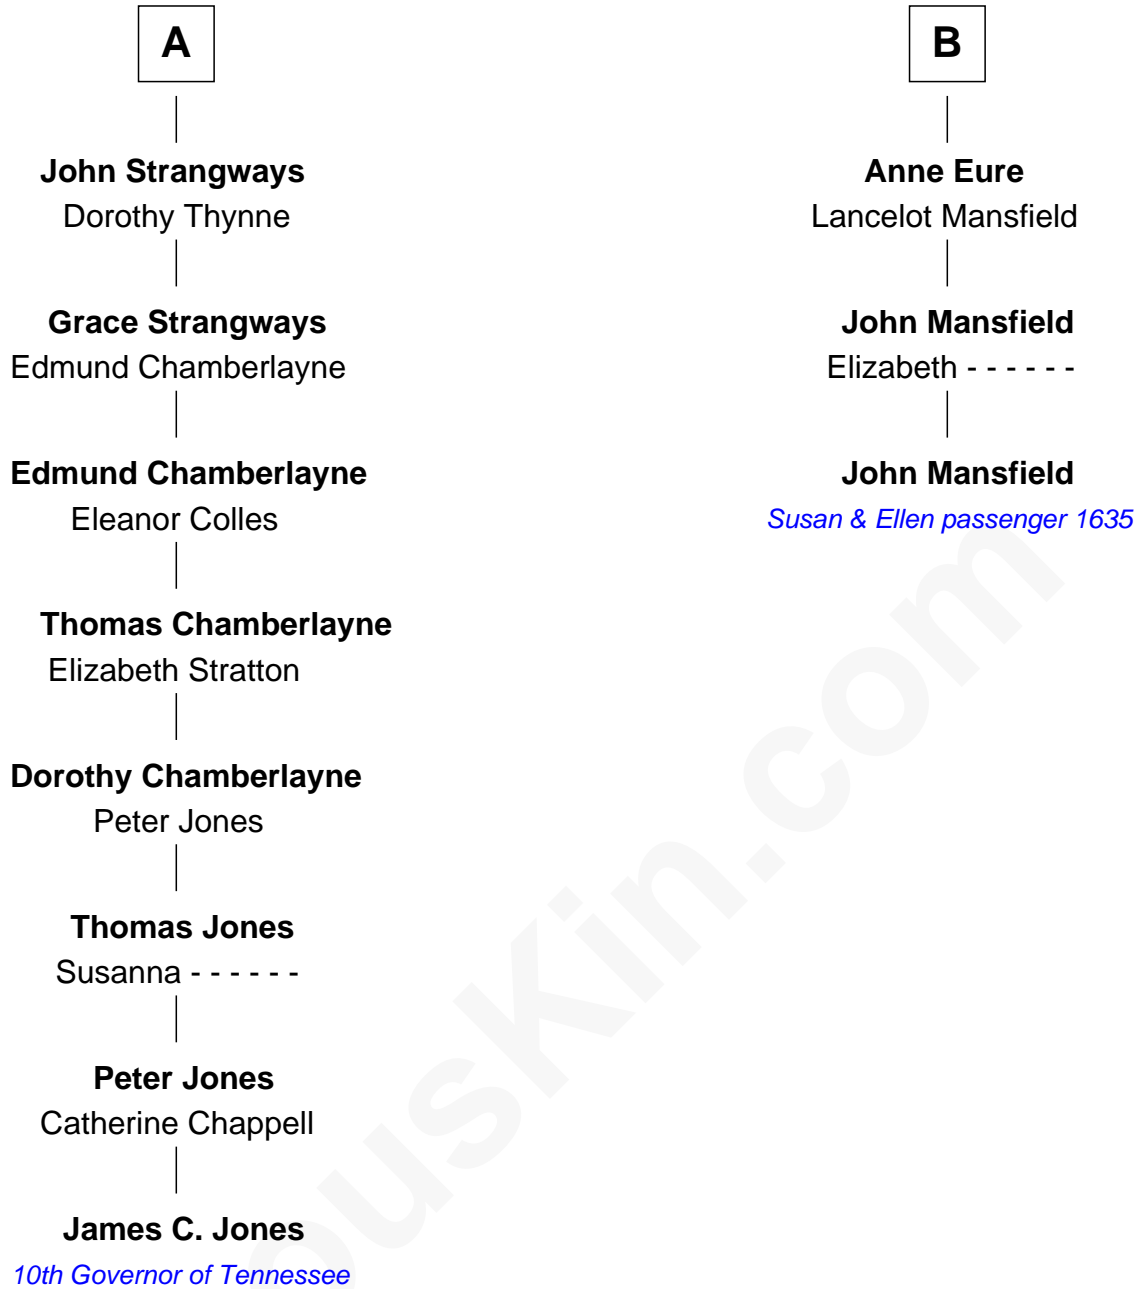 A
John Strangways
Dorothy Thynne
Grace Strangways
Edmund Chamberlayne
Edmund Chamberlayne
Eleanor Colles
Thomas Chamberlayne
Elizabeth Stratton
Dorothy Chamberlayne
Peter Jones
Thomas Jones
Susanna - - - - - -
Peter Jones
Catherine Chappell
James C. Jones
10th Governor of Tennessee
B
Anne Eure
Lancelot Mansfield
John Mansfield
Elizabeth - - - - - -
John Mansfield
Susan & Ellen passenger 1635
ousKin.com